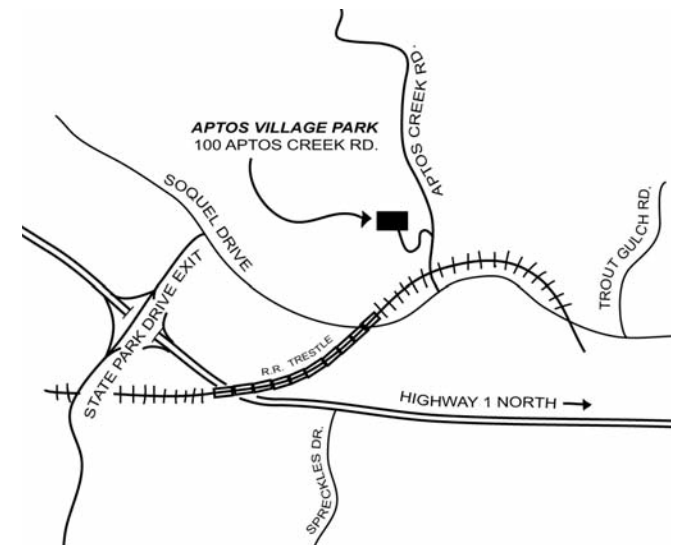 APTOS VILLAGE PARK
100 APTOS CREEK RD.
APTOS CREEK RD.
SOQUEL DRIVE
TROUT GULCH RD.
STATE PARK DRIVE EXIT
R.R. TRESTLE
HIGHWAY 1 NORTH
SPRECKLES DR.